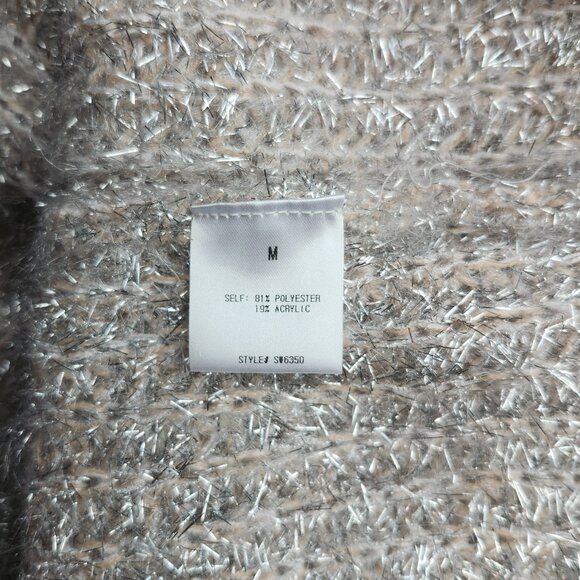 M
SELF: 81% POLYESTER
19% ACRYLIC
STYLE# SW6350